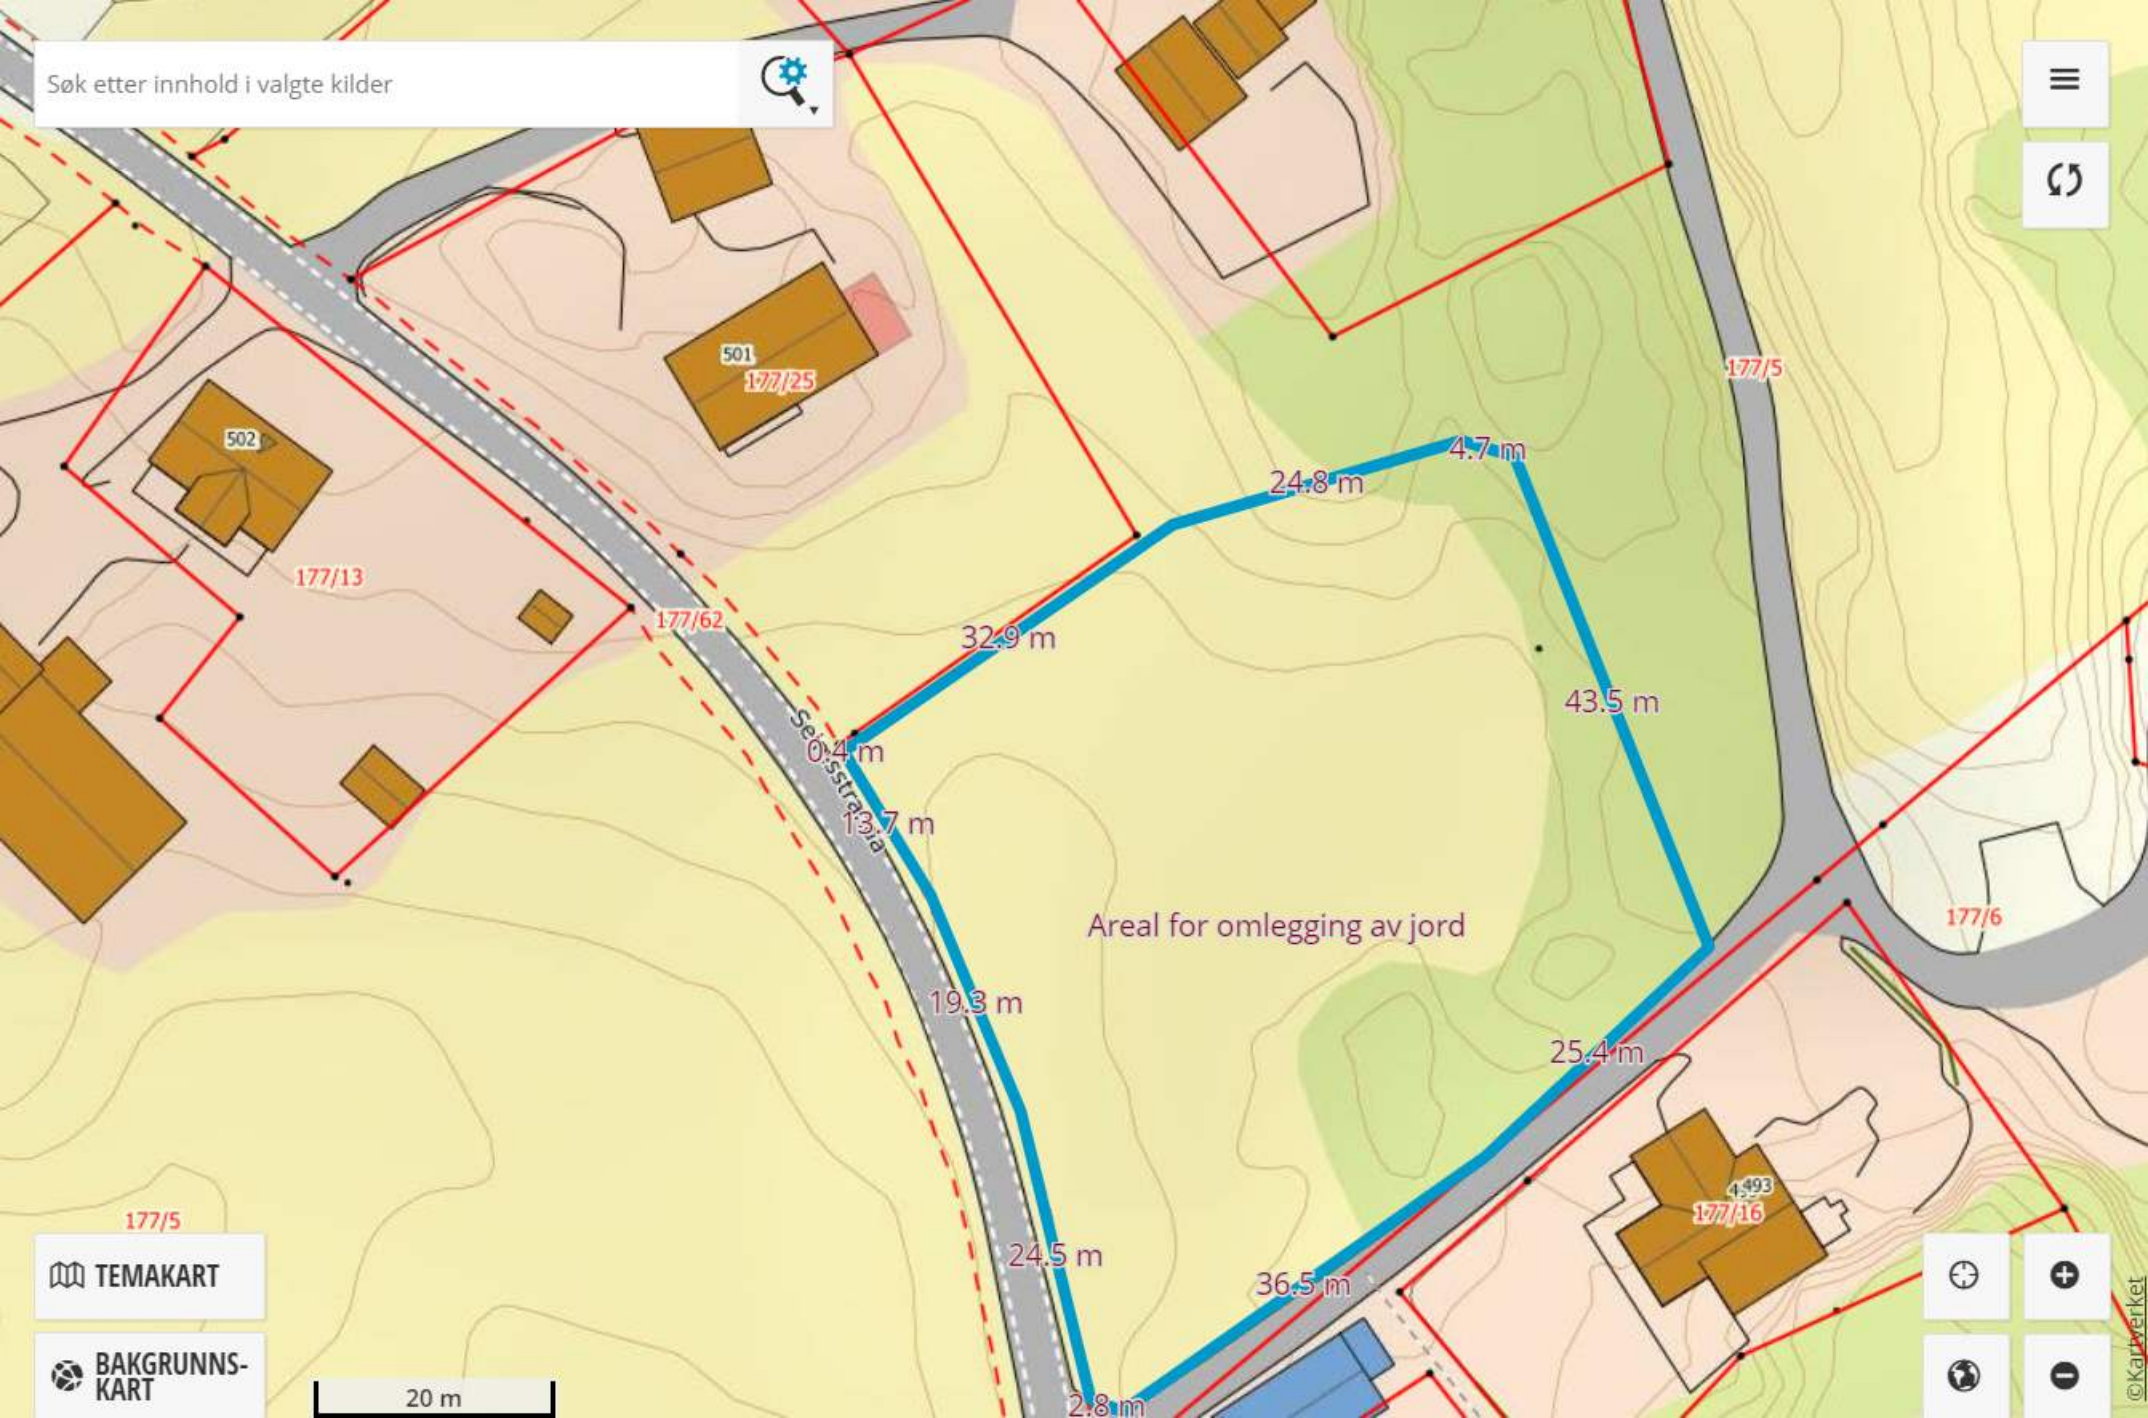 Søk etter innhold i valgte kilder
501
177/25
177/5
502
4.7 m
24.8 m
177/13
177/62
32.9 m
43.5 m
0.4 m
13.7 m
Areal for omlegging av jord
177/6
19.3 m
25.4 m
493
177/16
177/5
24.5 m
36.5 m
TEMAKART
BAKGRUNNS-
KART
20 m
2.8 m
©Kartverket